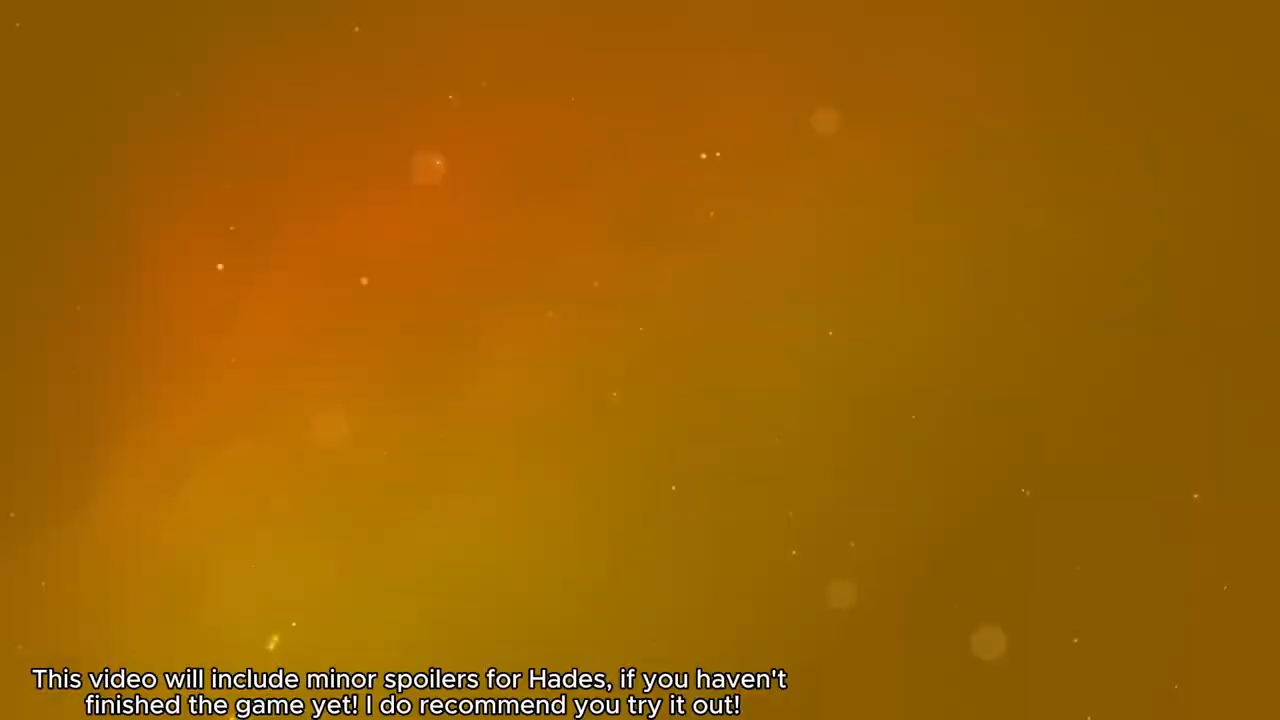 This video will include minor spoilers for Hades, if you haven't
finished the game yet! I do recommend you try it out!